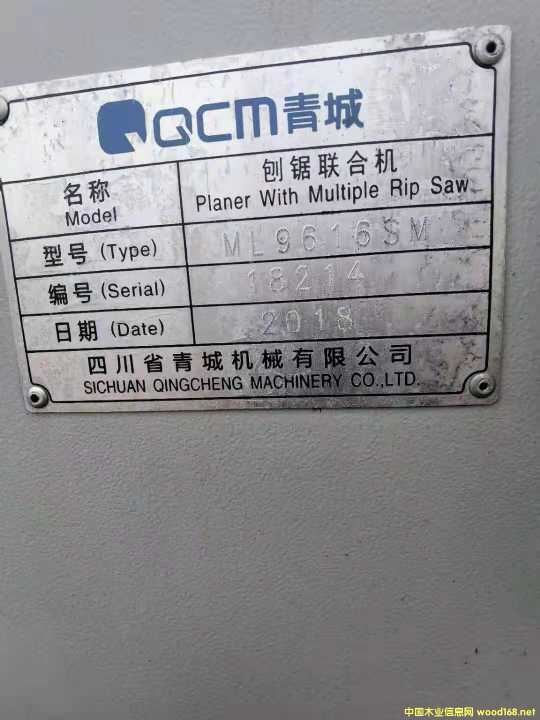 QCM青城
名称
Model
刨锯联合机
Planer With Multiple Rip Saw
型号 (Type) ML9616SM
编号 (Serial) 18214
日期 (Date) 2018
四川省青城机械有限公司
SICHUAN QINGCHENG MACHINERY CO.,LTD.
中国木业信息网 wood168.net